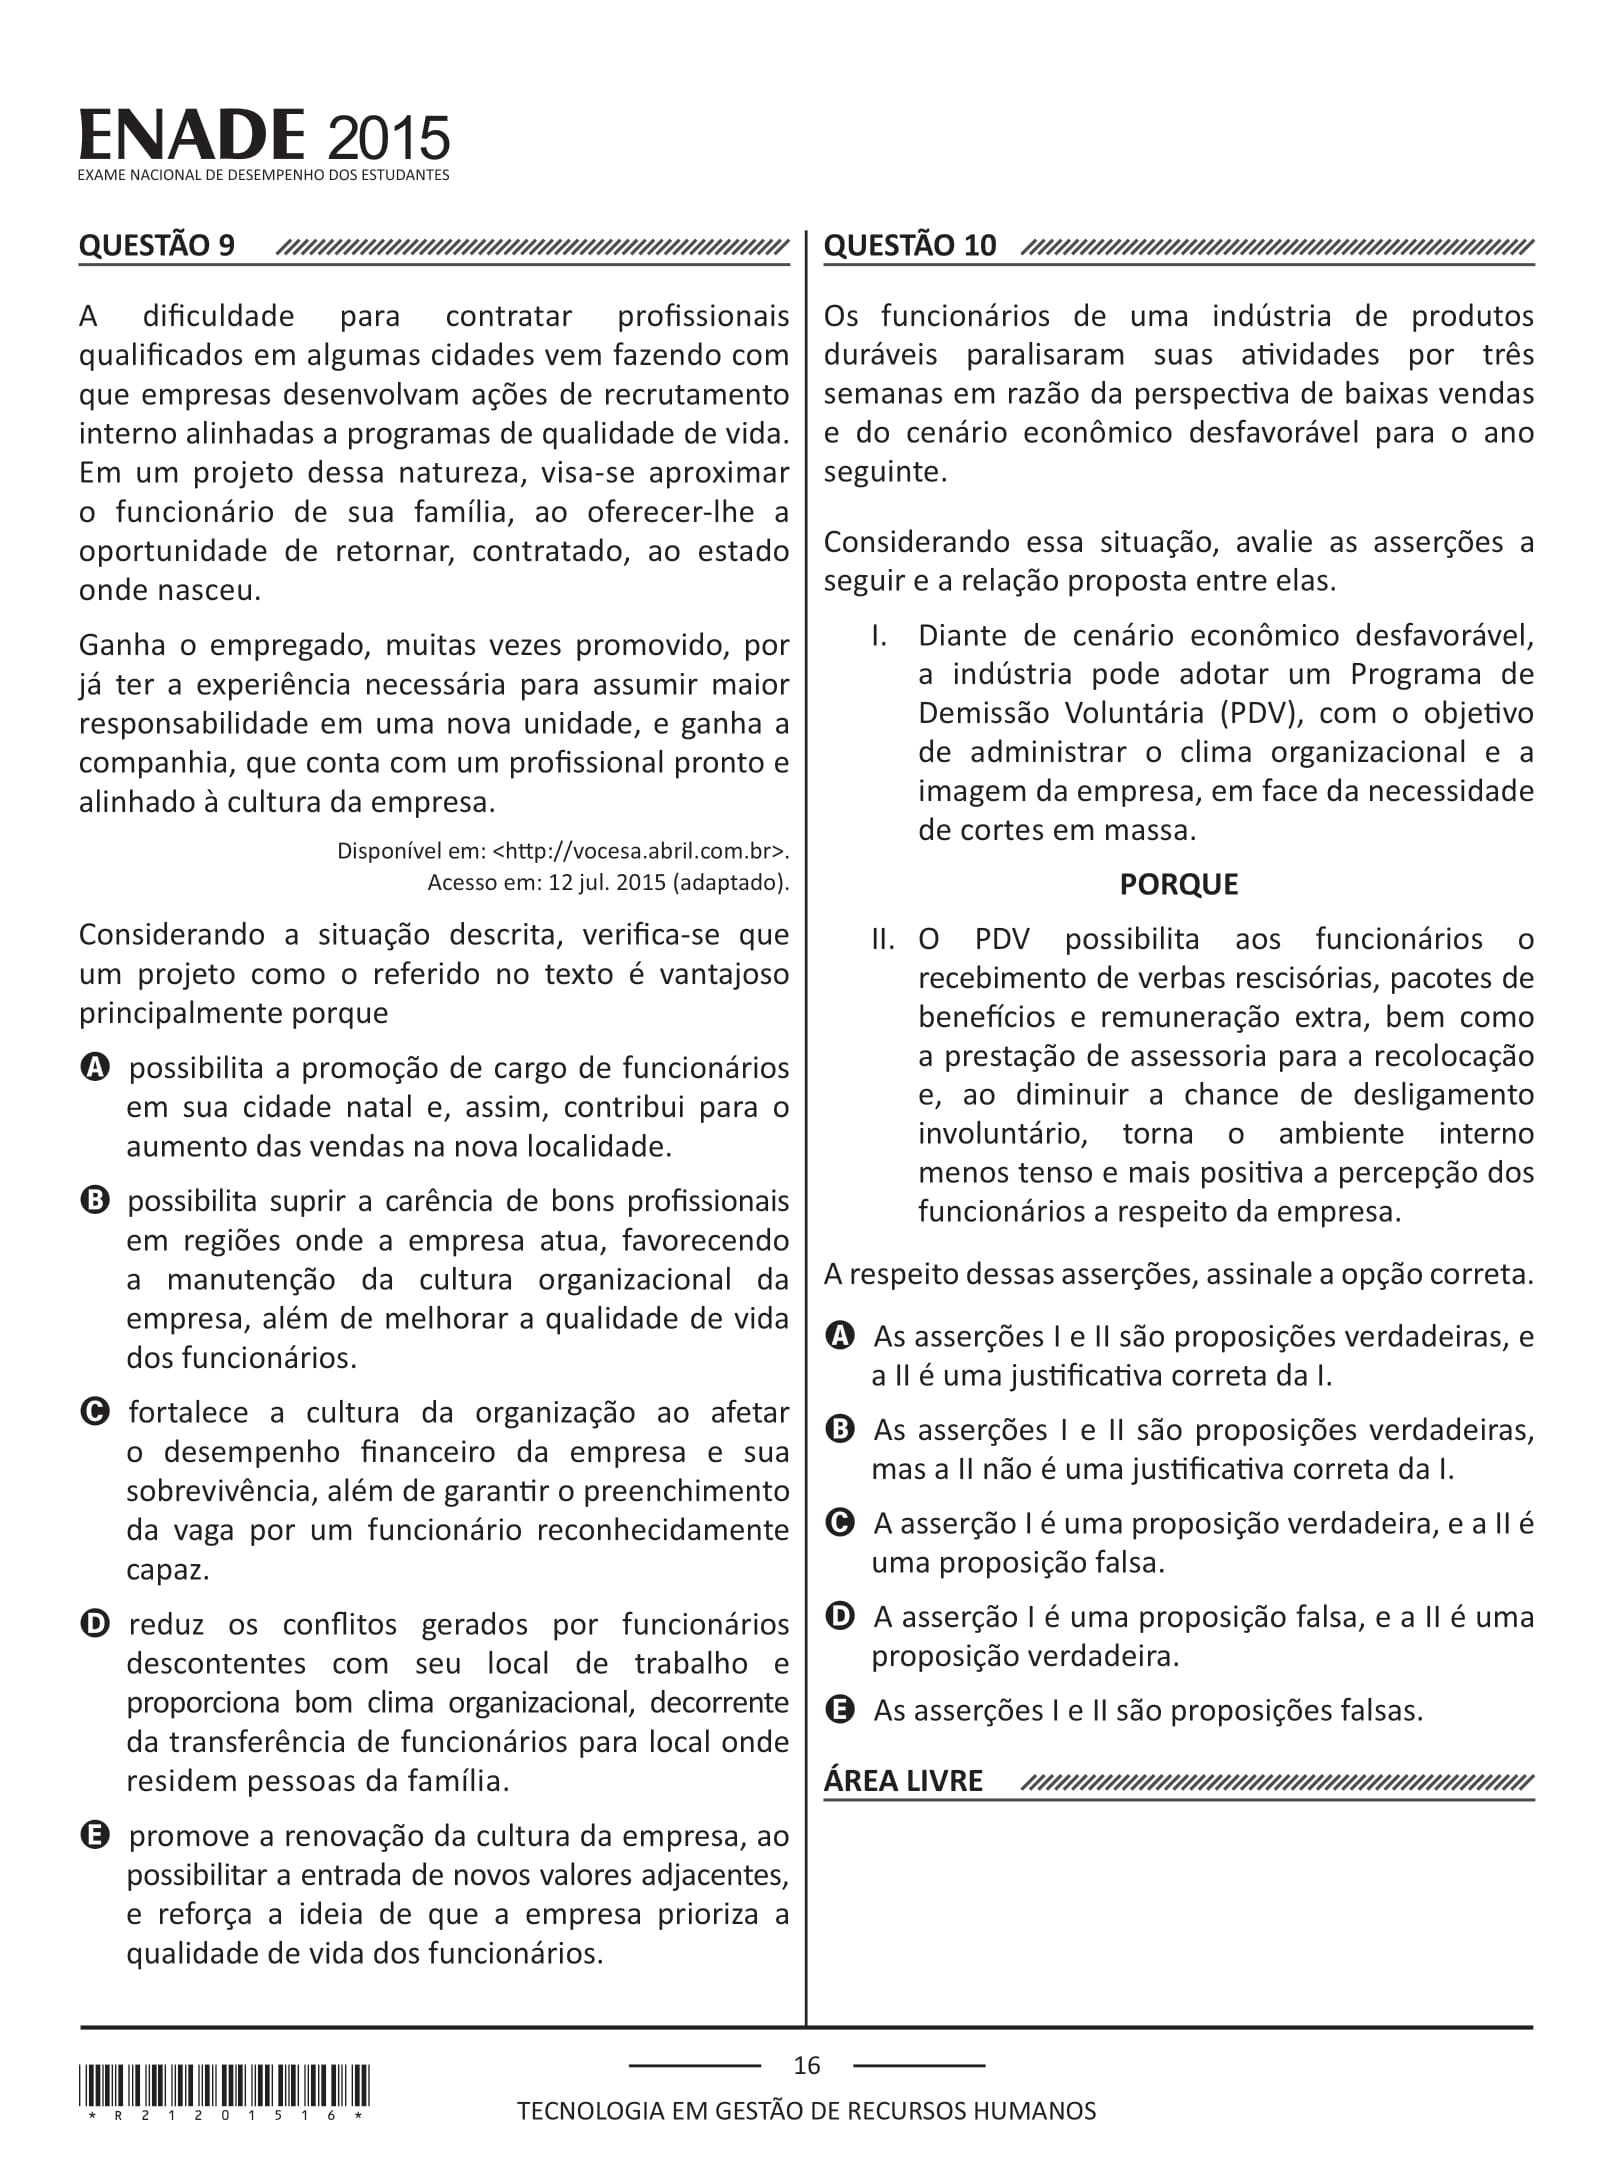 ENADE 2015
EXAME NACIONAL DE DESEMPENHO DOS ESTUDANTES
QUESTÃO 9
A dificuldade para contratar profissionais
qualificados em algumas cidades vem fazendo com
que empresas desenvolvam ações de recrutamento
interno alinhadas a programas de qualidade de vida.
Em um projeto dessa natureza, visa-se aproximar
o funcionário de sua família, ao oferecer-lhe a
oportunidade de retornar, contratado, ao estado
onde nasceu.
Ganha o empregado, muitas vezes promovido, por
já ter a experiência necessária para assumir maior
responsabilidade em uma nova unidade, e ganha a
companhia, que conta com um profissional pronto e
alinhado à cultura da empresa.
Disponível em: <http://vocesa.abril.com.br>.
Acesso em: 12 jul. 2015 (adaptado).
Considerando a situação descrita, verifica-se que
um projeto como o referido no texto é vantajoso
principalmente porque
A possibilita a promoção de cargo de funcionários
em sua cidade natal e, assim, contribui para o
aumento das vendas na nova localidade.
B possibilita suprir a carência de bons profissionais
em regiões onde a empresa atua, favorecendo
a manutenção da cultura organizacional da
empresa, além de melhorar a qualidade de vida
dos funcionários.
C fortalece a cultura da organização ao afetar
o desempenho financeiro da empresa e sua
sobrevivência, além de garantir o preenchimento
da vaga por um funcionário reconhecidamente
capaz.
D reduz os conflitos gerados por funcionários
descontentes com seu local de trabalho e
proporciona bom clima organizacional, decorrente
da transferência de funcionários para local onde
residem pessoas da família.
E promove a renovação da cultura da empresa, ao
possibilitar a entrada de novos valores adjacentes,
e reforça a ideia de que a empresa prioriza a
qualidade de vida dos funcionários.
QUESTÃO 10
Os funcionários de uma indústria de produtos
duráveis paralisaram suas atividades por três
semanas em razão da perspectiva de baixas vendas
e do cenário econômico desfavorável para o ano
seguinte.
Considerando essa situação, avalie as asserções a
seguir e a relação proposta entre elas.
I. Diante de cenário econômico desfavorável,
a indústria pode adotar um Programa de
Demissão Voluntária (PDV), com o objetivo
de administrar o clima organizacional e a
imagem da empresa, em face da necessidade
de cortes em massa.
PORQUE
II. O PDV possibilita aos funcionários o
recebimento de verbas rescisórias, pacotes de
benefícios e remuneração extra, bem como
a prestação de assessoria para a recolocação
e, ao diminuir a chance de desligamento
involuntário, torna o ambiente interno
menos tenso e mais positiva a percepção dos
funcionários a respeito da empresa.
A respeito dessas asserções, assinale a opção correta.
A As asserções I e II são proposições verdadeiras, e
a II é uma justificativa correta da I.
B As asserções I e II são proposições verdadeiras,
mas a II não é uma justificativa correta da I.
C A asserção I é uma proposição verdadeira, e a II é
uma proposição falsa.
D A asserção I é uma proposição falsa, e a II é uma
proposição verdadeira.
E As asserções I e II são proposições falsas.
ÁREA LIVRE
16
*R21201516*
TECNOLOGIA EM GESTÃO DE RECURSOS HUMANOS